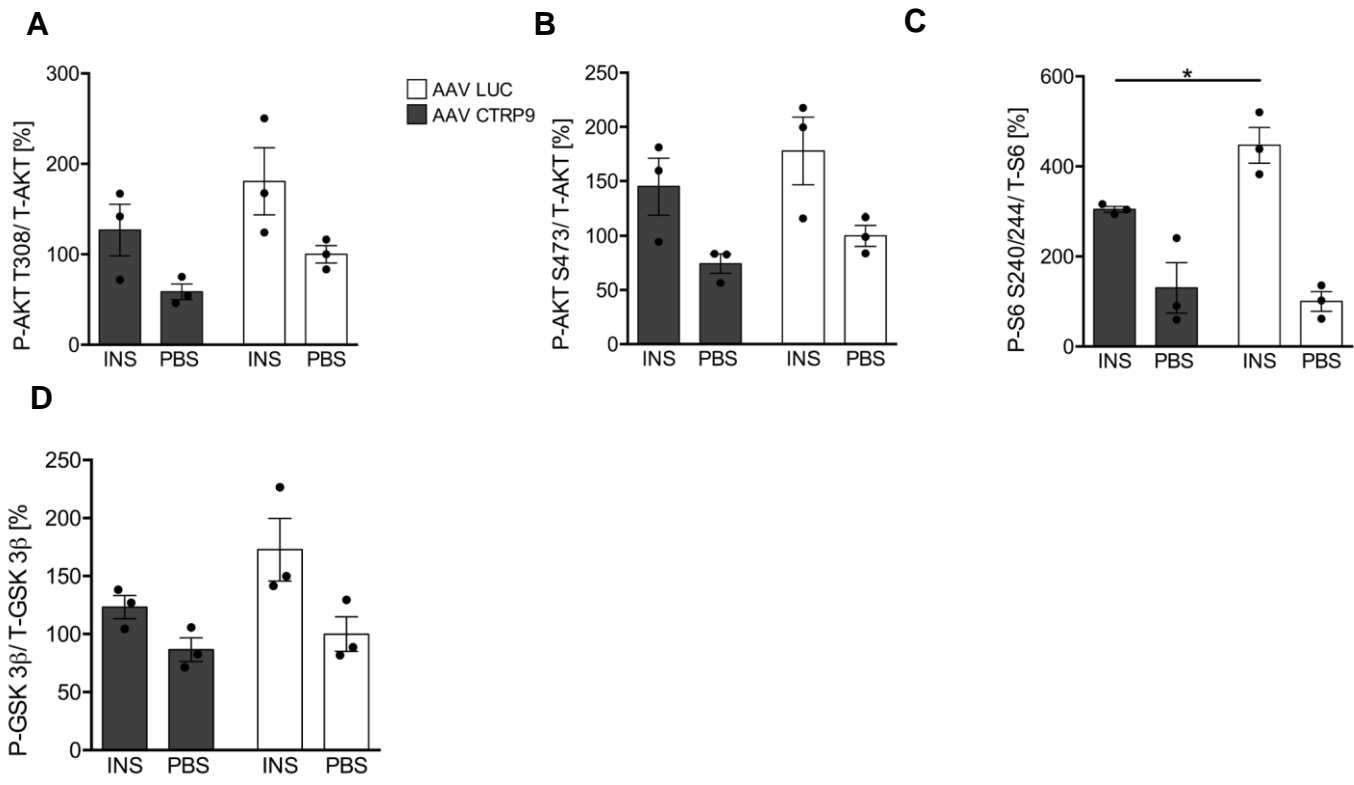 A
P-AKT T308/ T-AKT [%]
300
200
100
0
INS PBS INS PBS
AAV LUC
AAV CTRP9
B
P-AKT S473/ T-AKT [%]
250
200
150
100
50
0
INS PBS INS PBS
C
P-S6 S240/244/ T-S6 [%]
600
400
200
0
*
INS PBS INS PBS
D
P-GSK 3β/ T-GSK 3β [%
250
200
150
100
50
0
INS PBS INS PBS